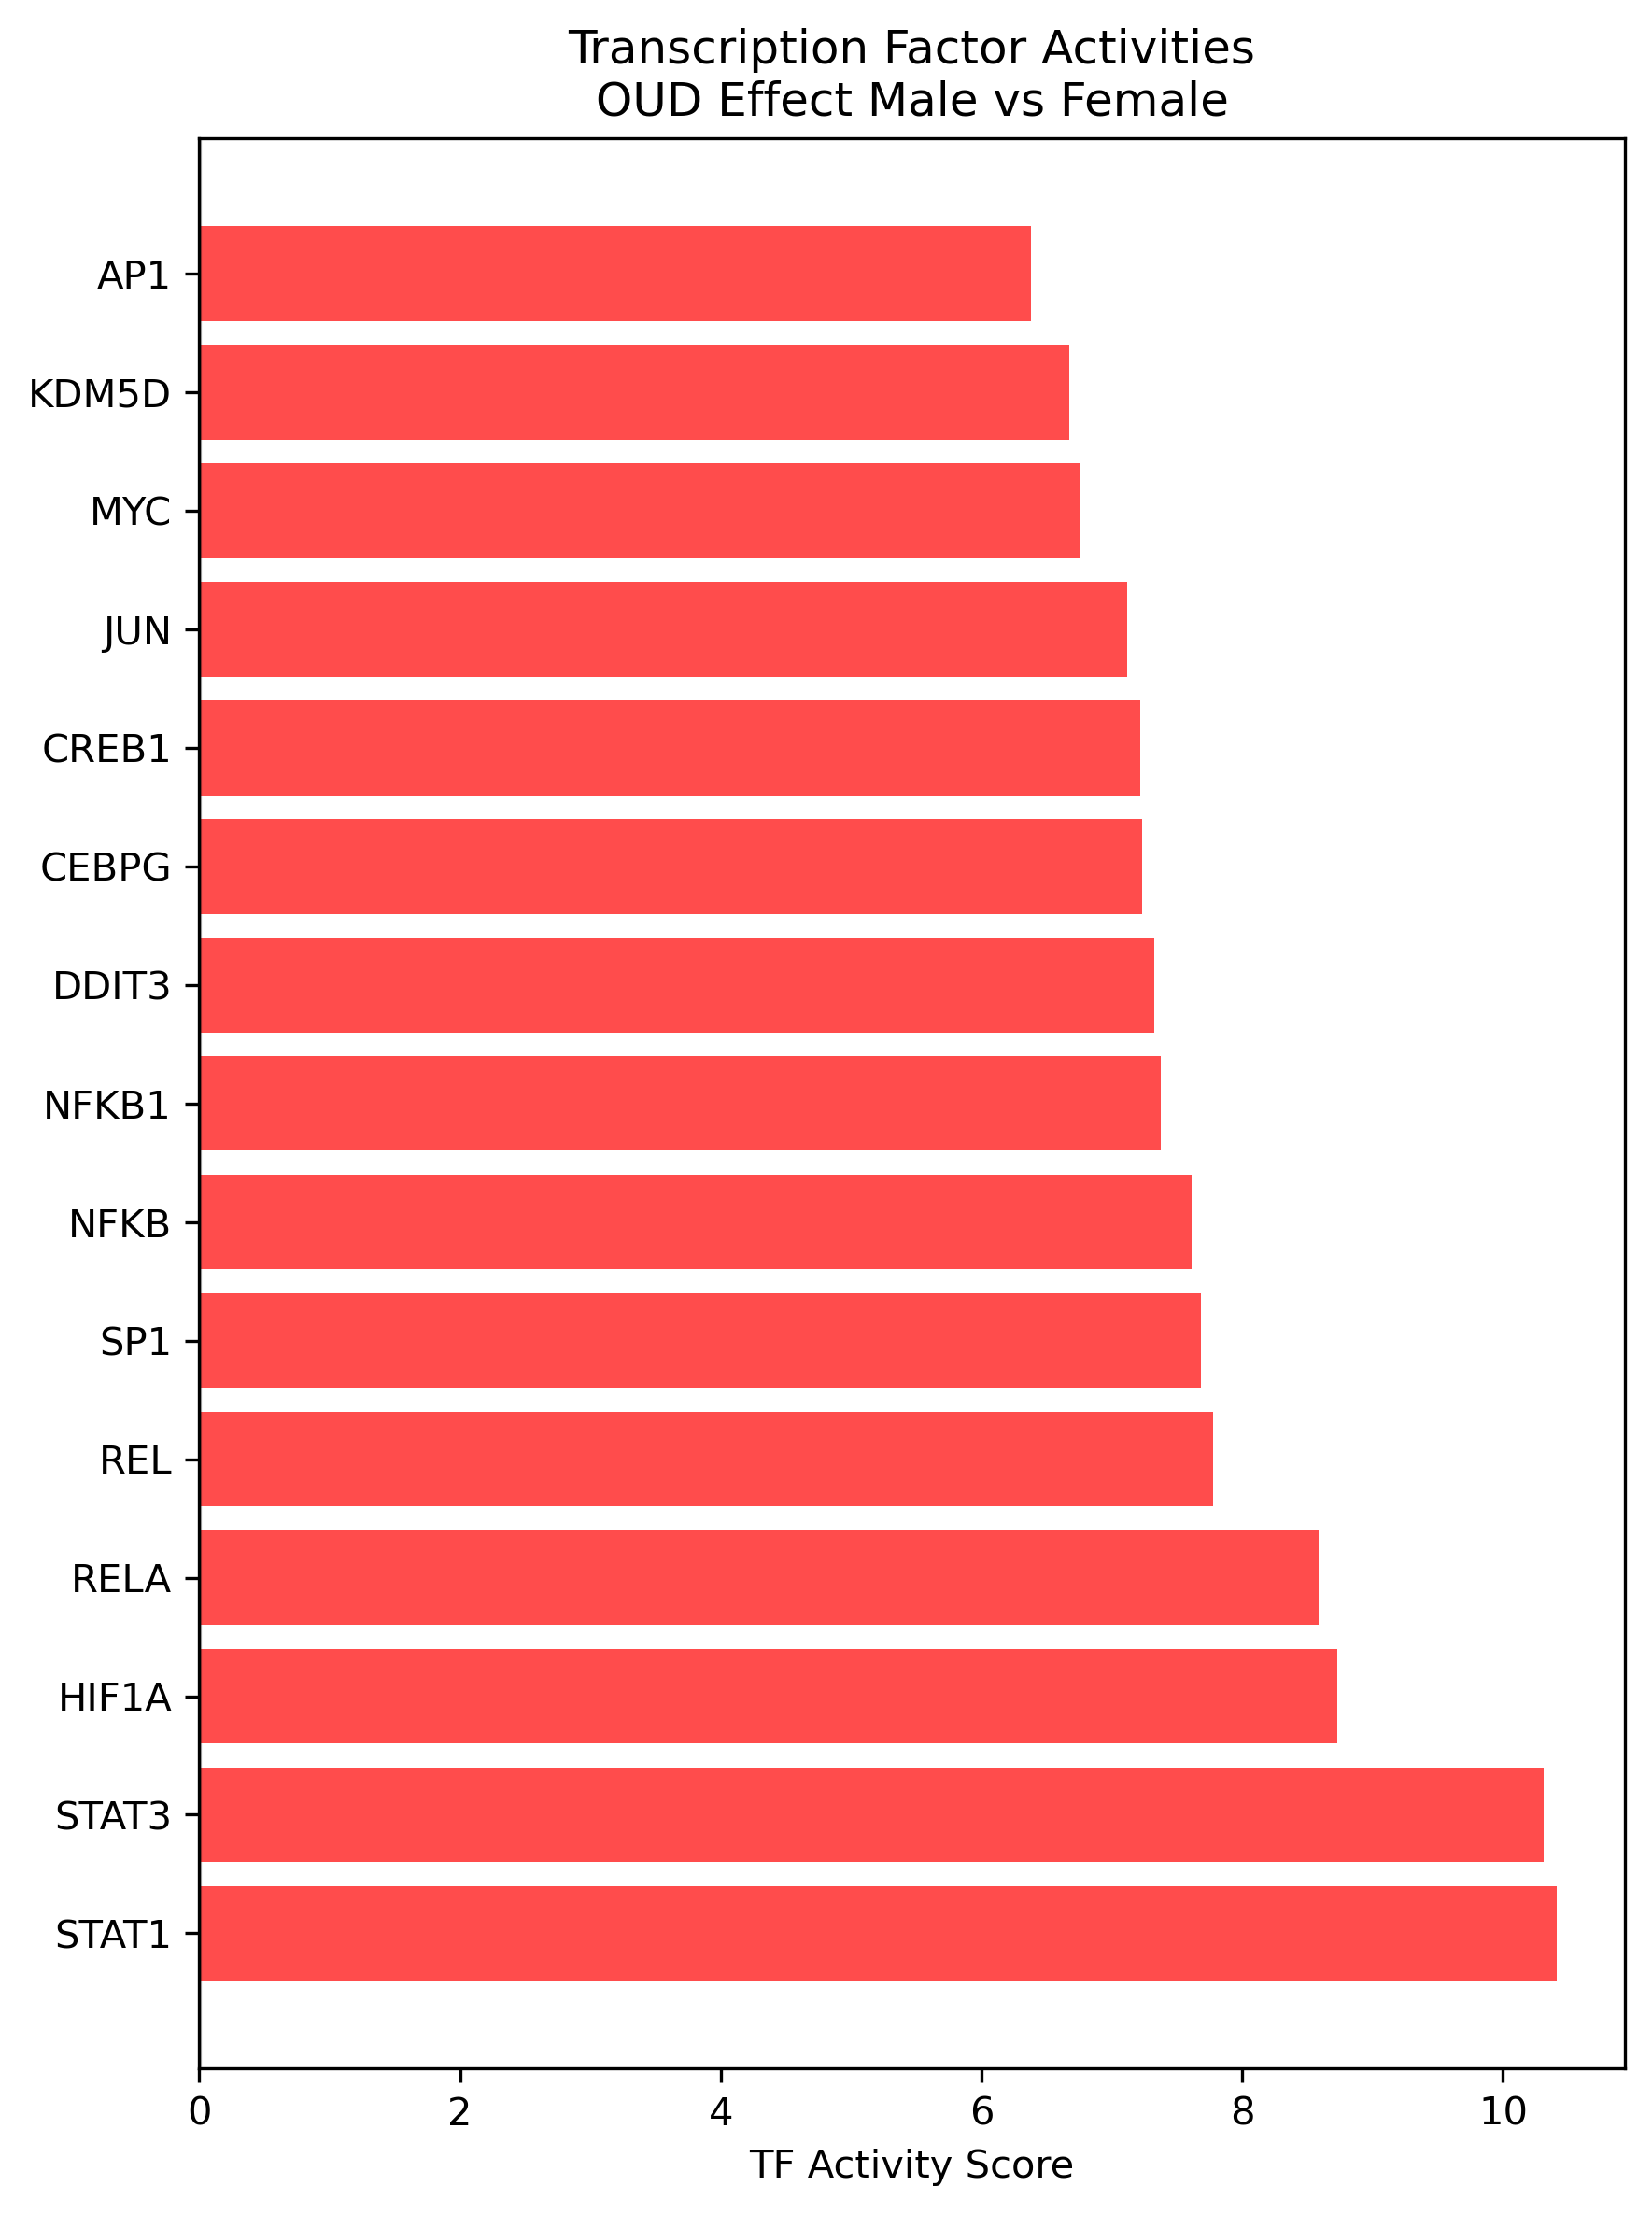 Transcription Factor Activities
OUD Effect Male vs Female
AP1
KDM5D
MYC
JUN
CREB1
CEBPG
DDIT3
NFKB1
NFKB
SP1
REL
RELA
HIF1A
STAT3
STAT1
0 2 4 6 8 10
TF Activity Score